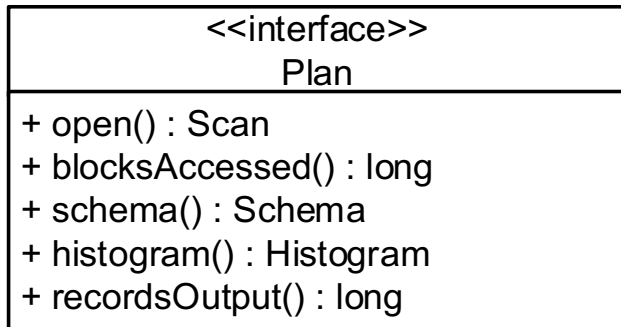 <<interface>>
Plan
+ open() : Scan
+ blocksAccessed() : long
+ schema() : Schema
+ histogram() : Histogram
+ recordsOutput() : long